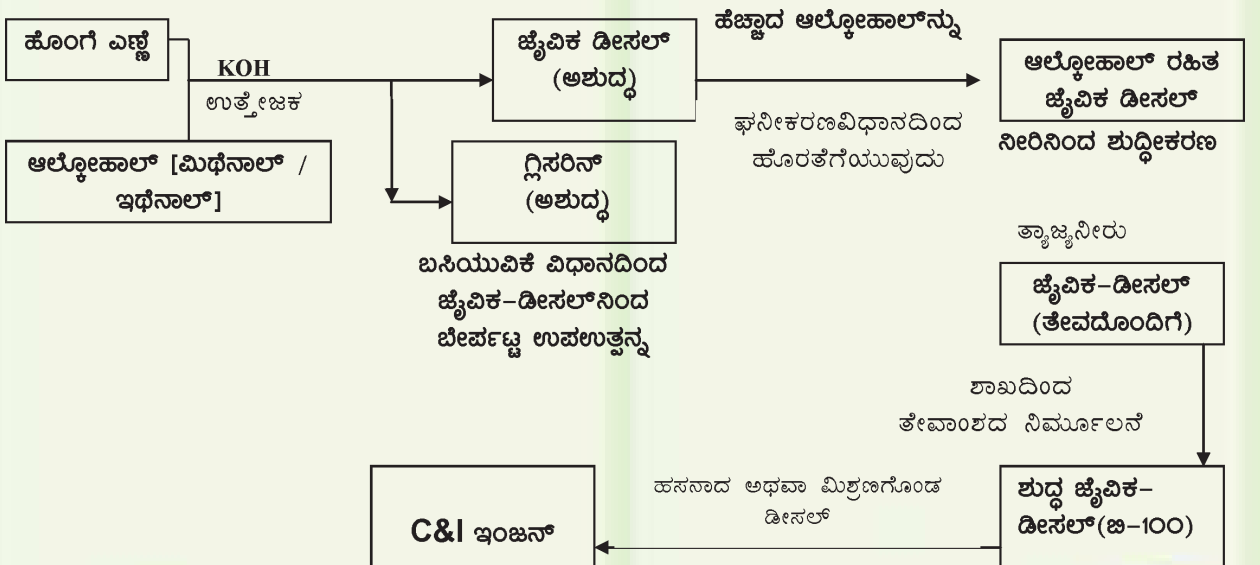 ಹೊಂಗೆ ಎಣ್ಣೆ
KOH
ಉತ್ತೇಜಕ
ಆಲ್ಕೋಹಾಲ್ [ಮಿಥೆನಾಲ್ /
ಇಥೆನಾಲ್]
ಜೈವಿಕ ಡೀಸಲ್
(ಅಶುದ್ಧ)
ಗ್ಲಿಸರಿನ್
(ಅಶುದ್ಧ)
ಬಸಿಯುವಿಕೆ ವಿಧಾನದಿಂದ
ಜೈವಿಕ-ಡೀಸಲ್‌ನಿಂದ
ಬೇರ್ಪಟ್ಟ ಉಪಉತ್ಪನ್ನ
ಹೆಚ್ಚಾದ ಆಲ್ಕೋಹಾಲ್‌ನ್ನು
ಘನೀಕರಣವಿಧಾನದಿಂದ
ಹೊರತೆಗೆಯುವುದು
ಆಲ್ಕೋಹಾಲ್ ರಹಿತ
ಜೈವಿಕ ಡೀಸಲ್
ನೀರಿನಿಂದ ಶುದ್ಧೀಕರಣ
ತ್ಯಾಜ್ಯನೀರು
ಜೈವಿಕ-ಡೀಸಲ್
(ತೇವದೊಂದಿಗೆ)
ಶಾಖದಿಂದ
ತೇವಾಂಶದ ನಿರ್ಮೂಲನೆ
ಶುದ್ಧ ಜೈವಿಕ-
ಡೀಸಲ್(ಬಿ-100)
ಹಸನಾದ ಅಥವಾ ಮಿಶ್ರಣಗೊಂಡ
ಡೀಸಲ್
C&I ಇಂಜನ್